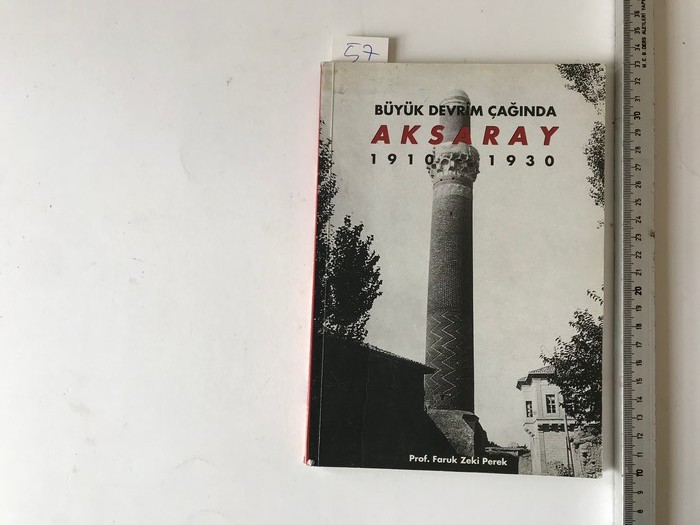 57
BÜYÜK DEVRİM ÇAĞINDA
AKSARAY
1910 1930
Prof. Faruk Zeki Perek